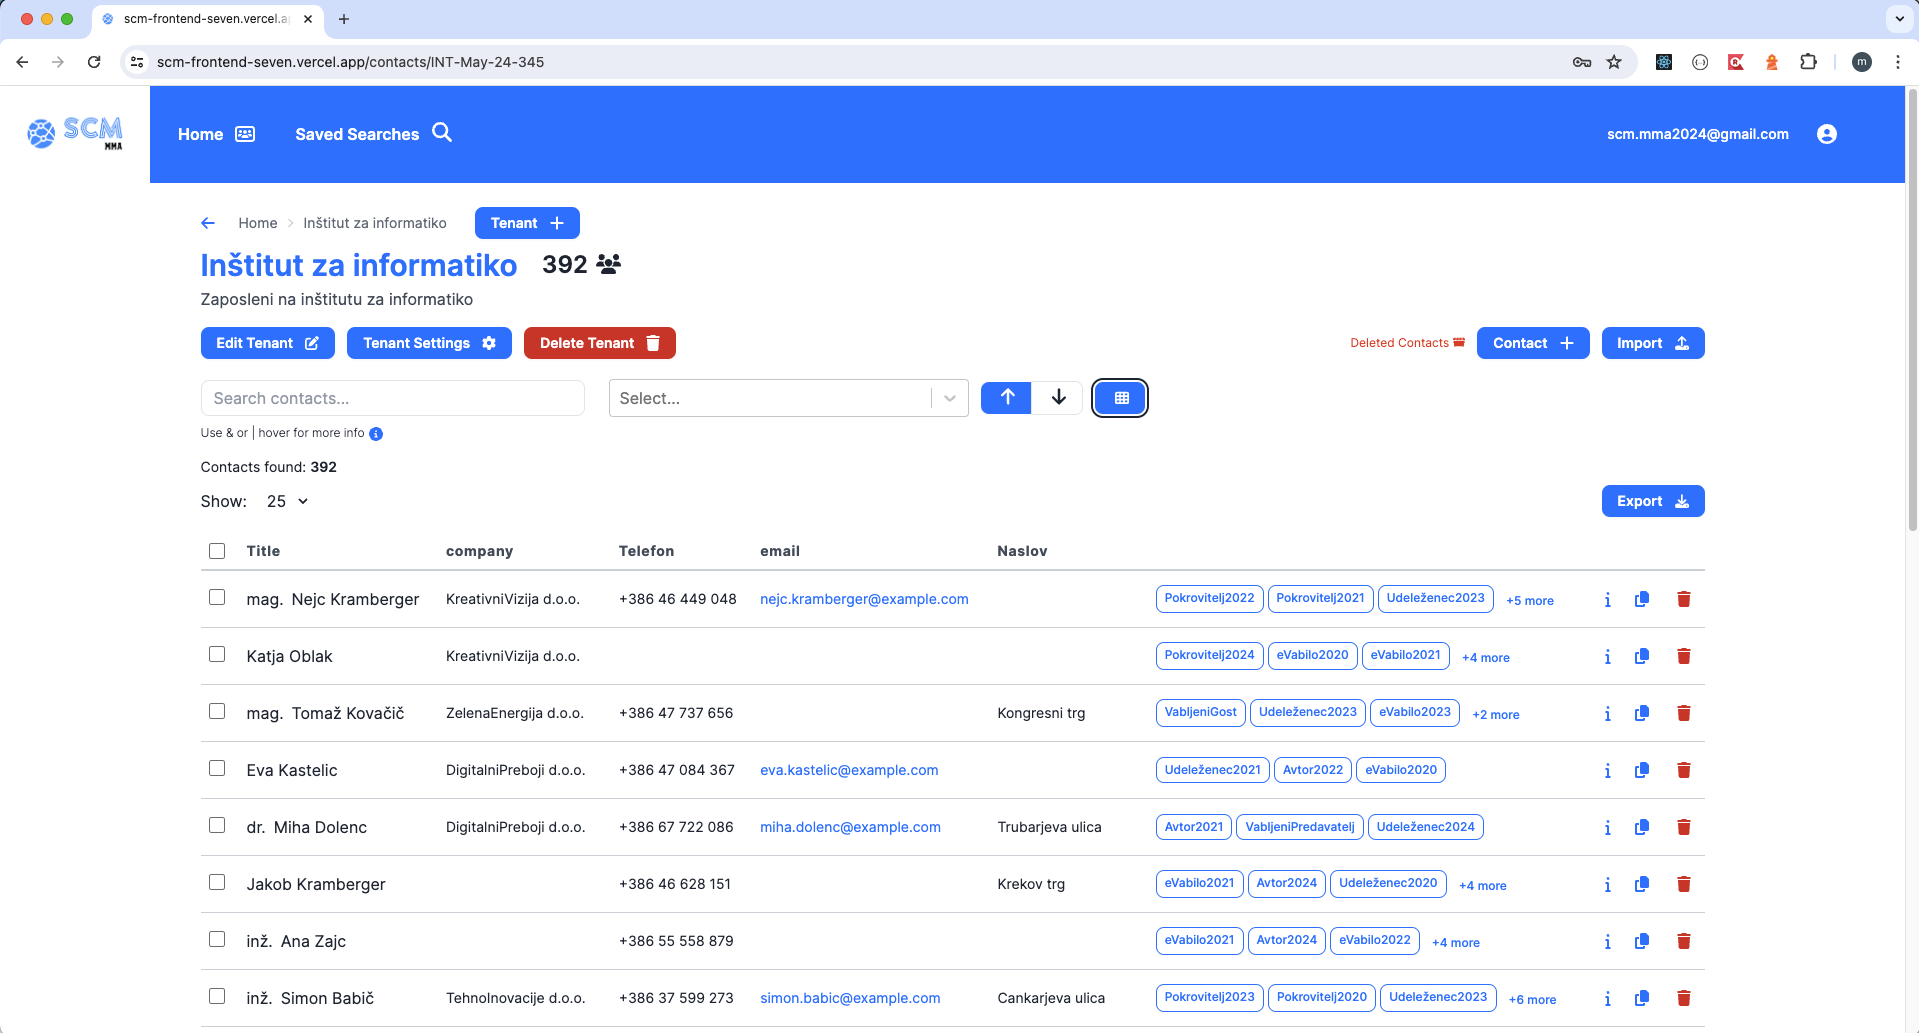 scm-frontend-seven.vercel.a
scm-frontend-seven.vercel.app/contacts/INT-May-24-345
m
SCM
MMA
Home
Saved Searches
scm.mma2024@gmail.com
Home > Inštitut za informatiko
Tenant +
Inštitut za informatiko 392
Zaposleni na inštitutu za informatiko
Edit Tenant
Tenant Settings
Delete Tenant
Deleted Contacts
Contact +
Import
Search contacts...
Select...
Use & or | hover for more info
Contacts found: 392
Show: 25
Export
Title company Telefon email Naslov
mag. Nejc Kramberger KreativniVizija d.o.o. +386 46 449 048 nejc.kramberger@example.com Pokrovitelj2022 Pokrovitelj2021 Udeleženec2023 +5 more
Katja Oblak KreativniVizija d.o.o. Pokrovitelj2024 eVabilo2020 eVabilo2021 +4 more
mag. Tomaž Kovačič ZelenaEnergija d.o.o. +386 47 737 656 Kongresni trg VabljeniGost Udeleženec2023 eVabilo2023 +2 more
Eva Kastelic DigitalniPreboji d.o.o. +386 47 084 367 eva.kastelic@example.com Udeleženec2021 Avtor2022 eVabilo2020
dr. Miha Dolenc DigitalniPreboji d.o.o. +386 67 722 086 miha.dolenc@example.com Trubarjeva ulica Avtor2021 VabljeniPredavatelj Udeleženec2024
Jakob Kramberger +386 46 628 151 Krekov trg eVabilo2021 Avtor2024 Udeleženec2020 +4 more
inž. Ana Zajc +386 55 558 879 eVabilo2021 Avtor2024 eVabilo2022 +4 more
inž. Simon Babič TehnoInovacije d.o.o. +386 37 599 273 simon.babic@example.com Cankarjeva ulica Pokrovitelj2023 Pokrovitelj2020 Udeleženec2023 +6 more